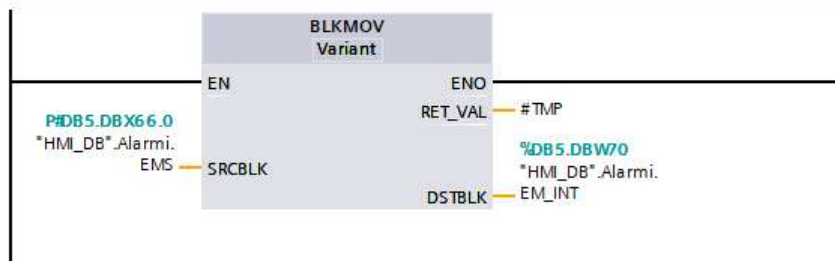 BLKMOV
Variant
EN
ENO
RET_VAL
#TMP
P#DB5.DBX66.0
"HMI_DB".Alarmi.
EMS
SRCBLK
%DB5.DBW70
"HMI_DB".Alarmi.
EM_INT
DSTBLK